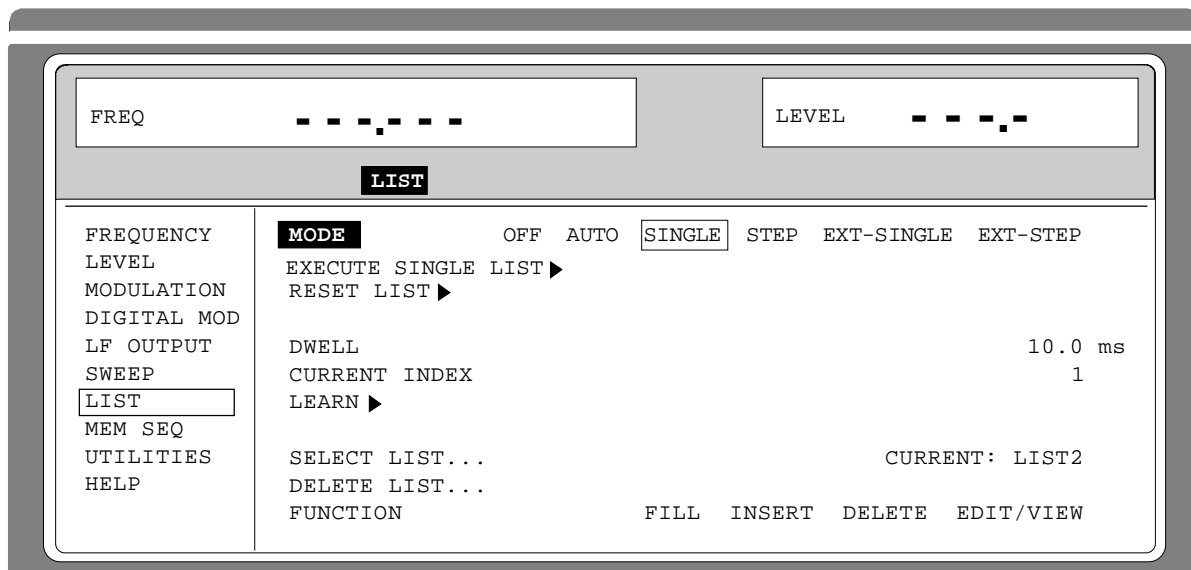 FREQ - - -.- - - LEVEL - - -.-
LIST
FREQUENCY MODE OFF AUTO SINGLE STEP EXT-SINGLE EXT-STEP
LEVEL EXECUTE SINGLE LIST▶
MODULATION RESET LIST▶
DIGITAL MOD
LF OUTPUT DWELL 10.0 ms
SWEEP CURRENT INDEX 1
LIST LEARN▶
MEM SEQ
UTILITIES SELECT LIST... CURRENT: LIST2
HELP DELETE LIST...
FUNCTION FILL INSERT DELETE EDIT/VIEW